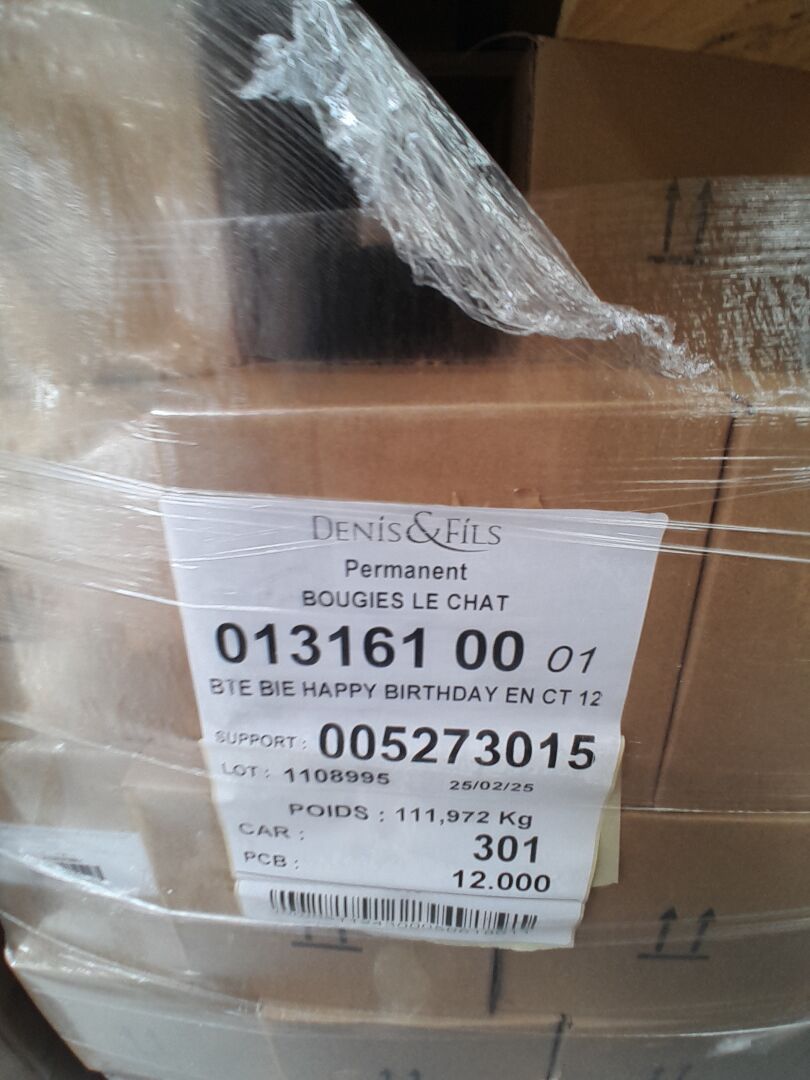 DENIS&FILS
Permanent
BOUGIES LE CHAT
013161 00 01
BTE BIE HAPPY BIRTHDAY EN CT 12
SUPPORT : 005273015
LOT : 1108995 25/02/25
POIDS : 111,972 Kg
CAR : 301
PCB : 12.000